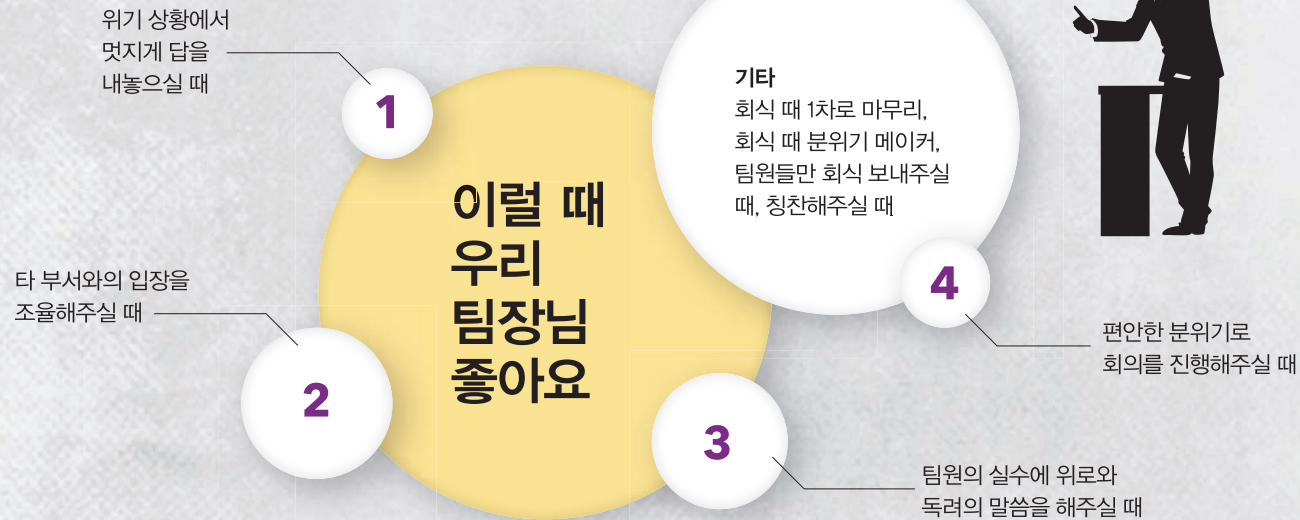 위기 상황에서
멋지게 답을
내놓으실 때
1
이럴 때
우리
팀장님
좋아요
기타
회식 때 1차로 마무리,
회식 때 분위기 메이커,
팀원들만 회식 보내주실
때, 칭찬해주실 때
타 부서와의 입장을
조율해주실 때
2
3
팀원의 실수에 위로와
독려의 말씀을 해주실 때
4
편안한 분위기로
회의를 진행해주실 때